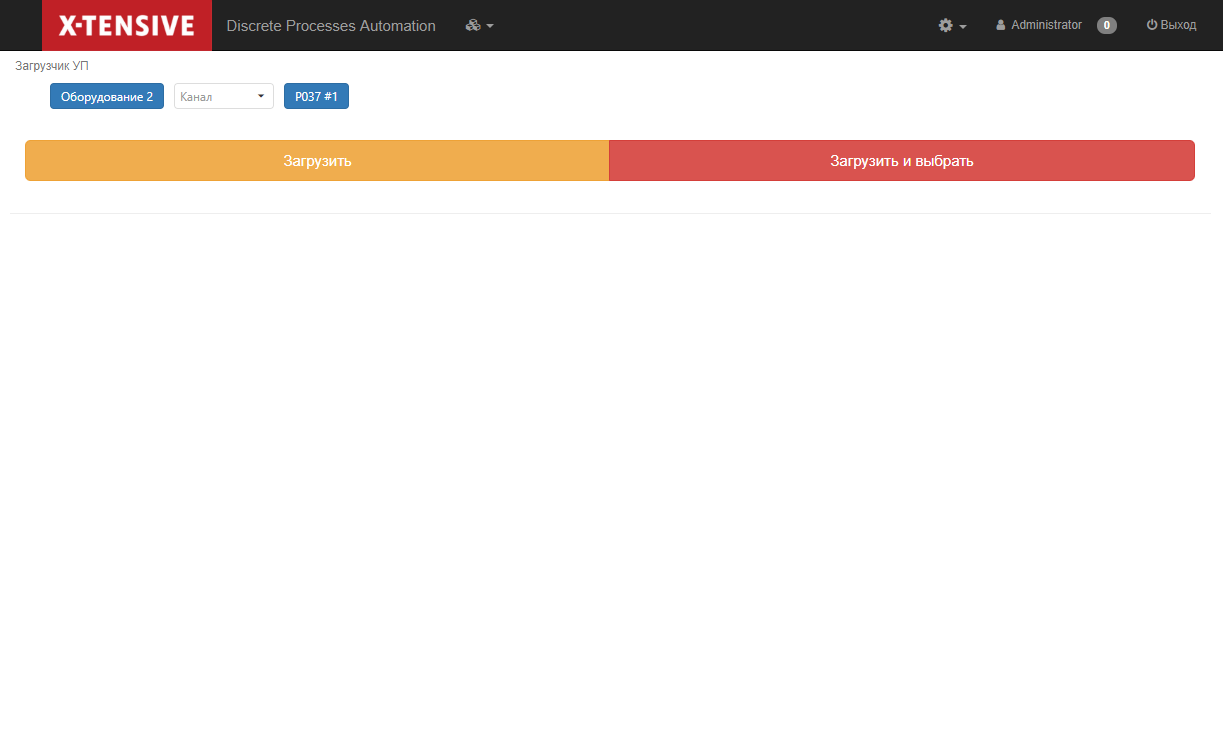 X-TENSIVE Discrete Processes Automation Administrator 0 Выход
Загрузчик УП
Оборудование 2 Канал P037 #1
Загрузить Загрузить и выбрать